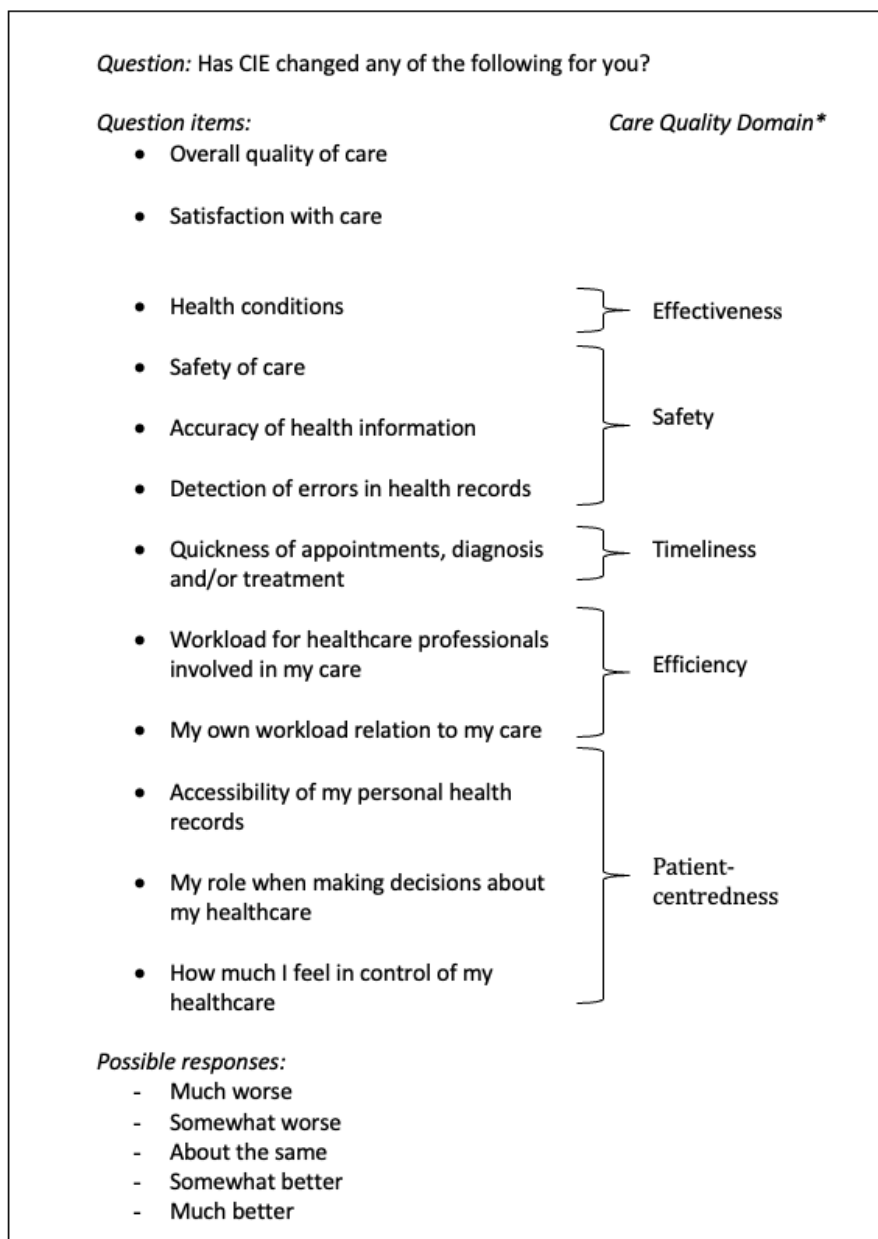 Question: Has CIE changed any of the following for you?
Question items: Care Quality Domain*
• Overall quality of care
• Satisfaction with care
• Health conditions
Effectiveness
• Safety of care
• Accuracy of health information
Safety
• Detection of errors in health records
• Quickness of appointments, diagnosis
and/or treatment
Timeliness
• Workload for healthcare professionals
involved in my care
Efficiency
• My own workload relation to my care
• Accessibility of my personal health
records
• My role when making decisions about
my healthcare
Patient-
centredness
• How much I feel in control of my
healthcare
Possible responses:
- Much worse
- Somewhat worse
- About the same
- Somewhat better
- Much better